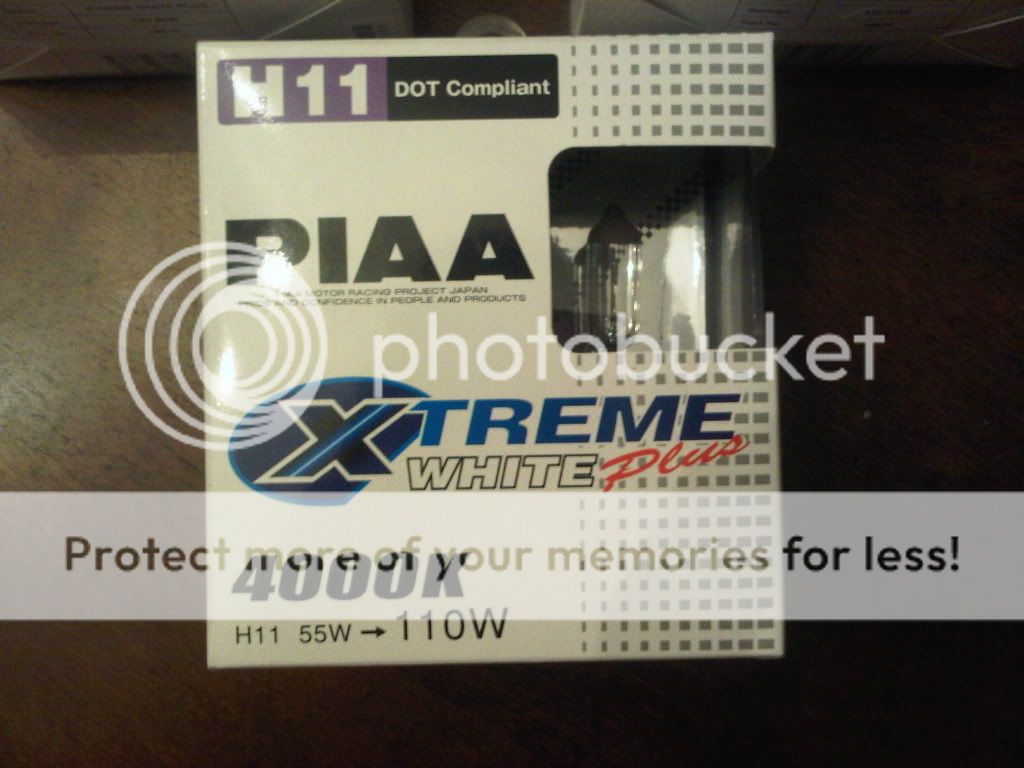 H11 DOT Compliant
PIAA
MOTOR RACING PROJECT JAPAN
CONFIDENCE IN PEOPLE AND PRODUCTS
photobucket
XTREME
WHITE Plus
Protect more of your memories for less!
4000K
H11 55W → 110W